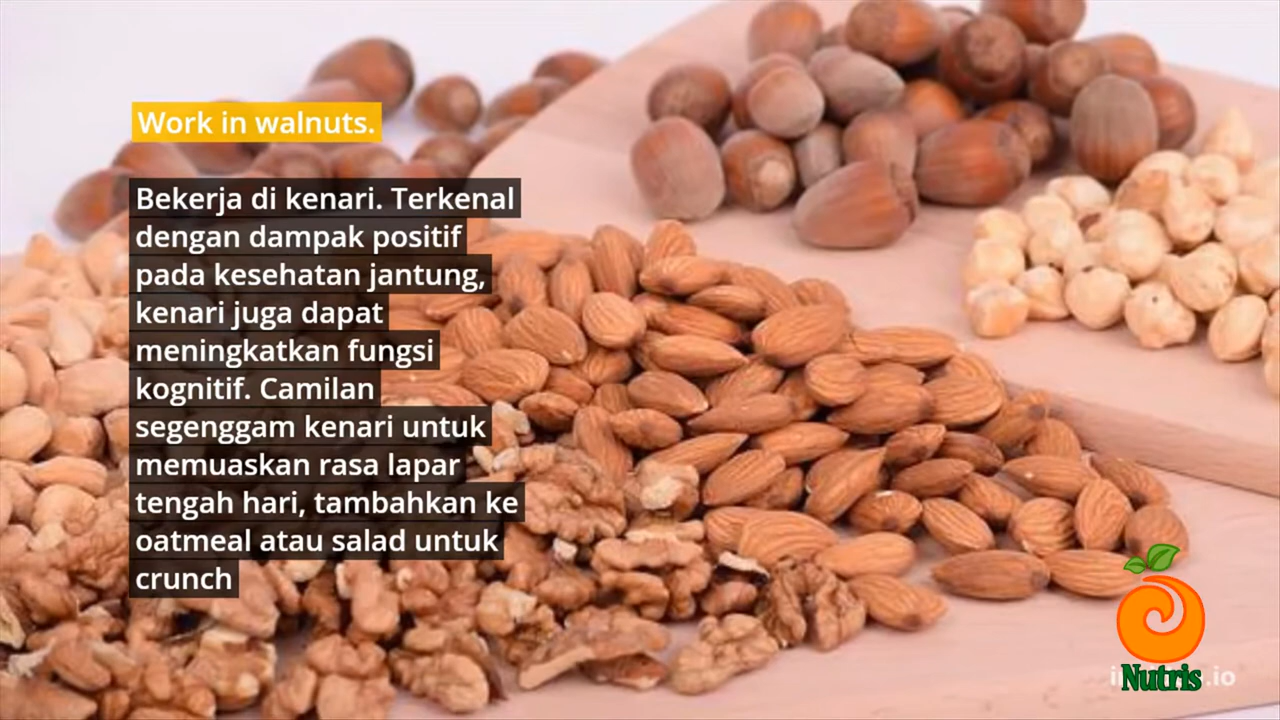 Work in walnuts.
Bekerja di kenari. Terkenal
dengan dampak positif
pada kesehatan jantung,
kenari juga dapat
meningkatkan fungsi
kognitif. Camilan
segenggam kenari untuk
memuaskan rasa lapar
tengah hari, tambahkan ke
oatmeal atau salad untuk
crunch
Nutris
.io